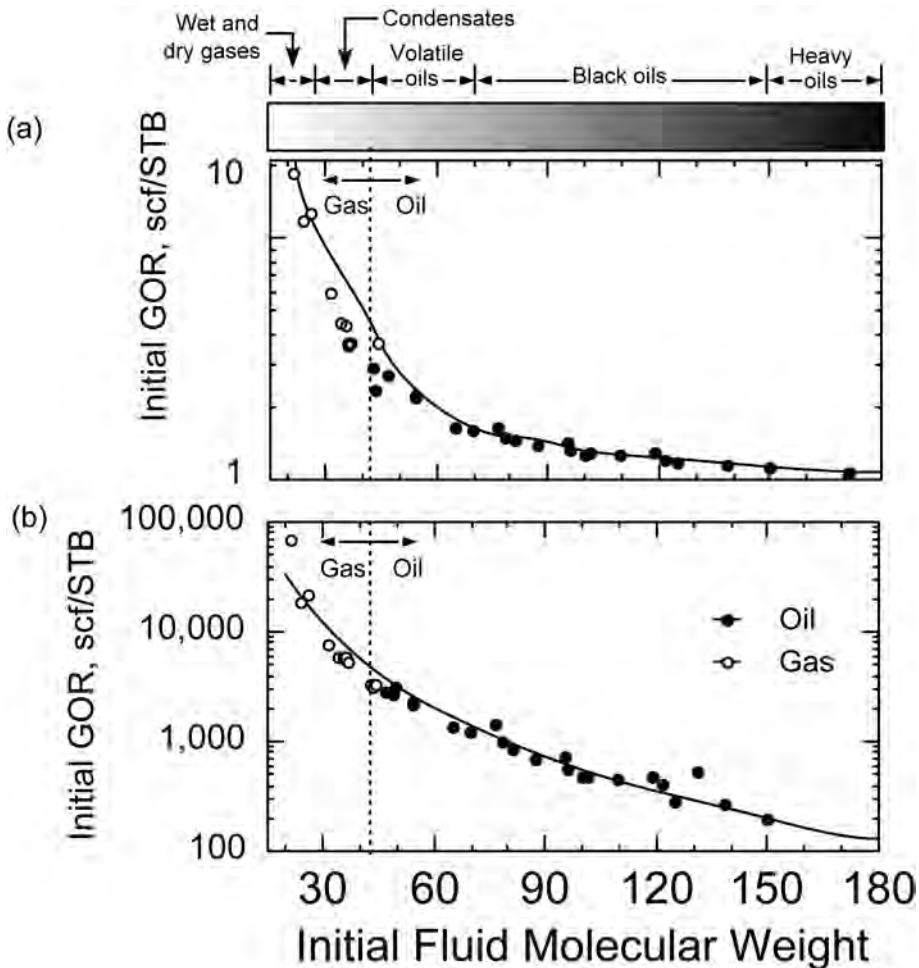 Wet and
dry gases
Condensates
Volatile
oils
Black oils
Heavy
oils
(a)
Initial GOR, scf/STB
10
1
Gas
Oil
(b)
Initial GOR, scf/STB
100,000
10,000
1,000
100
Gas
Oil
Oil
Gas
30 60 90 120 150 180
Initial Fluid Molecular Weight